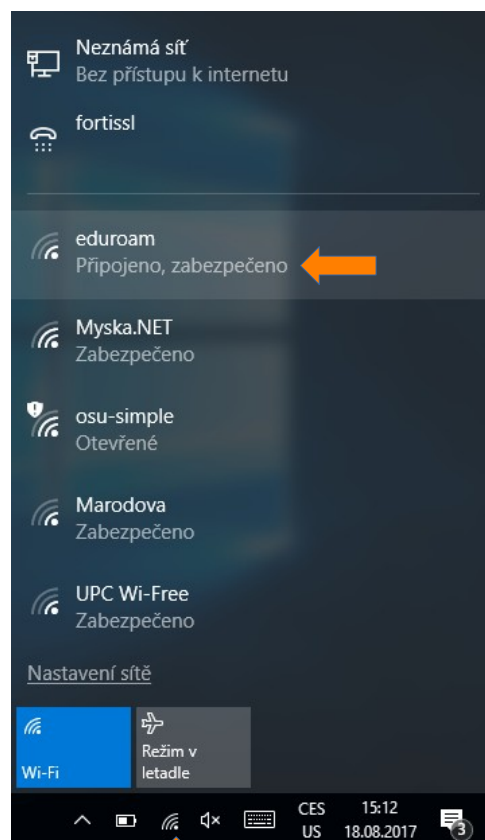 Neznámá síť
Bez přístupu k internetu
fortissl
eduroam
Připojeno, zabezpečeno
Myska.NET
Zabezpečeno
osu-simple
Otevřené
Marodova
Zabezpečeno
UPC Wi-Free
Zabezpečeno
Nastavení sítě
Wi-Fi
Režim v
letadle
CES
US
15:12
18.08.2017
3